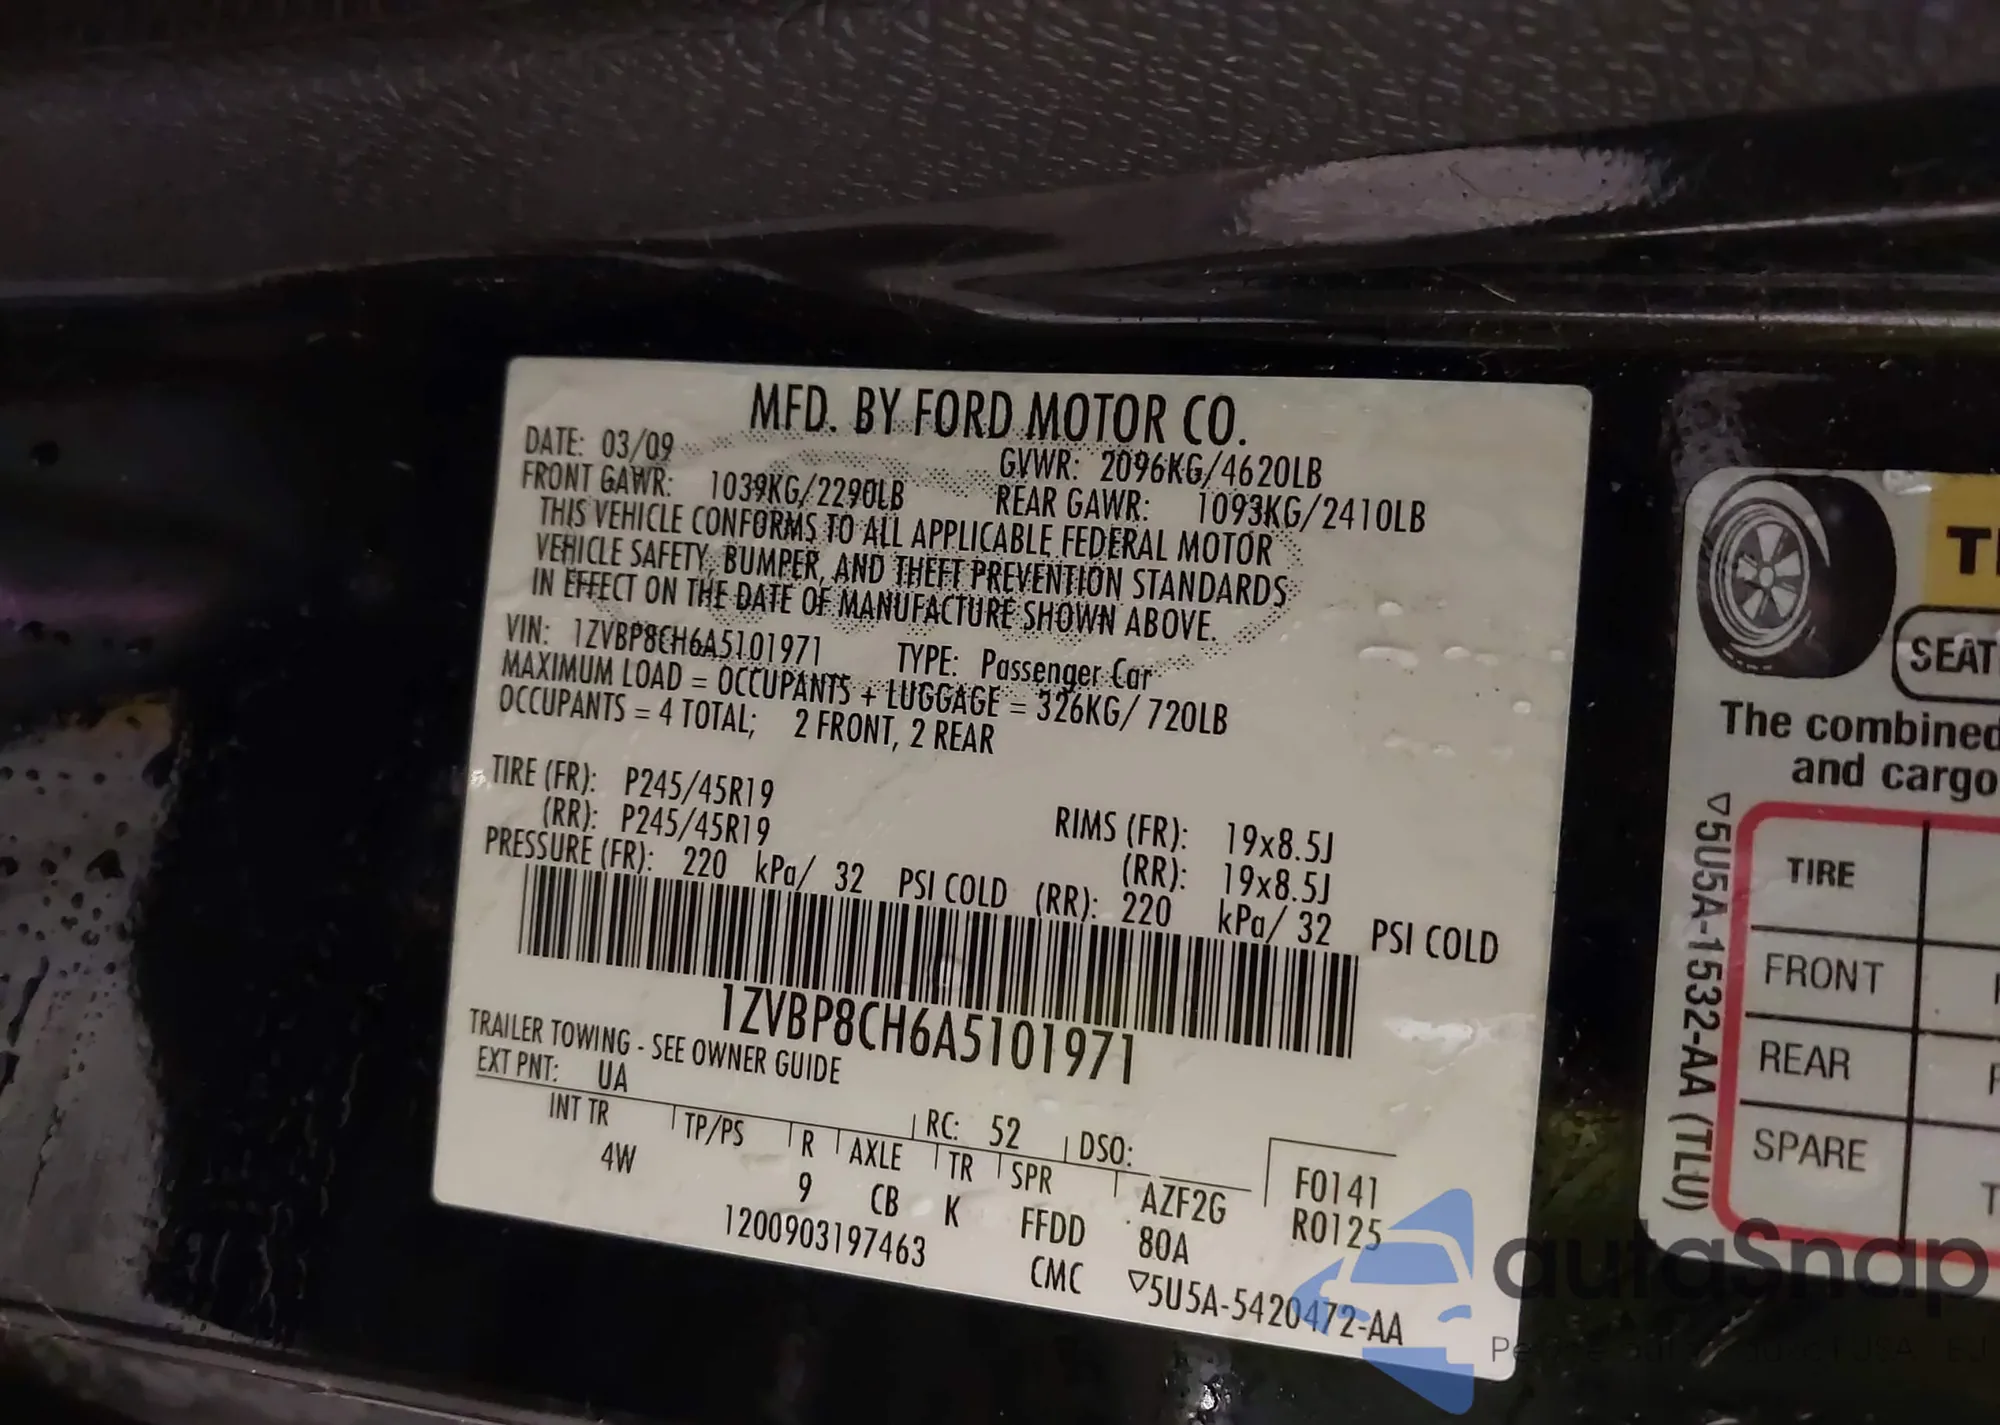 MFD. BY FORD MOTOR CO.
DATE: 03/09
GVWR: 2096KG/4620LB
FRONT GAWR: 1039KG/2290LB
REAR GAWR: 1093KG/2410LB
THIS VEHICLE CONFORMS TO ALL APPLICABLE FEDERAL MOTOR
VEHICLE SAFETY, BUMPER, AND THEFT PREVENTION STANDARDS
IN EFFECT ON THE DATE OF MANUFACTURE SHOWN ABOVE.
VIN: 1ZVBP8CH6A5101971 TYPE: Passenger Car
MAXIMUM LOAD = OCCUPANTS + LUGGAGE = 326KG/ 720LB
OCCUPANTS = 4 TOTAL; 2 FRONT, 2 REAR
TIRE (FR): P245/45R19 RIMS (FR): 19x8.5J
(RR): P245/45R19 (RR): 19x8.5J
PRESSURE (FR): 220 kPa/ 32 PSI COLD (RR): 220 kPa/ 32 PSI COLD
1ZVBP8CH6A5101971
TRAILER TOWING - SEE OWNER GUIDE
EXT PNT: UA RC: 52 DSO:
INT TR TP/PS R AXLE TR SPR AZF2G F0141
4W 9 CB K FFDD 80A R0125
1200903197463 CMC ▽5U5A-5420472-AA
SEAT
The combined
and cargo
TIRE
FRONT
REAR
SPARE
▽5U5A-1532-AA (TLU)
autaSnap